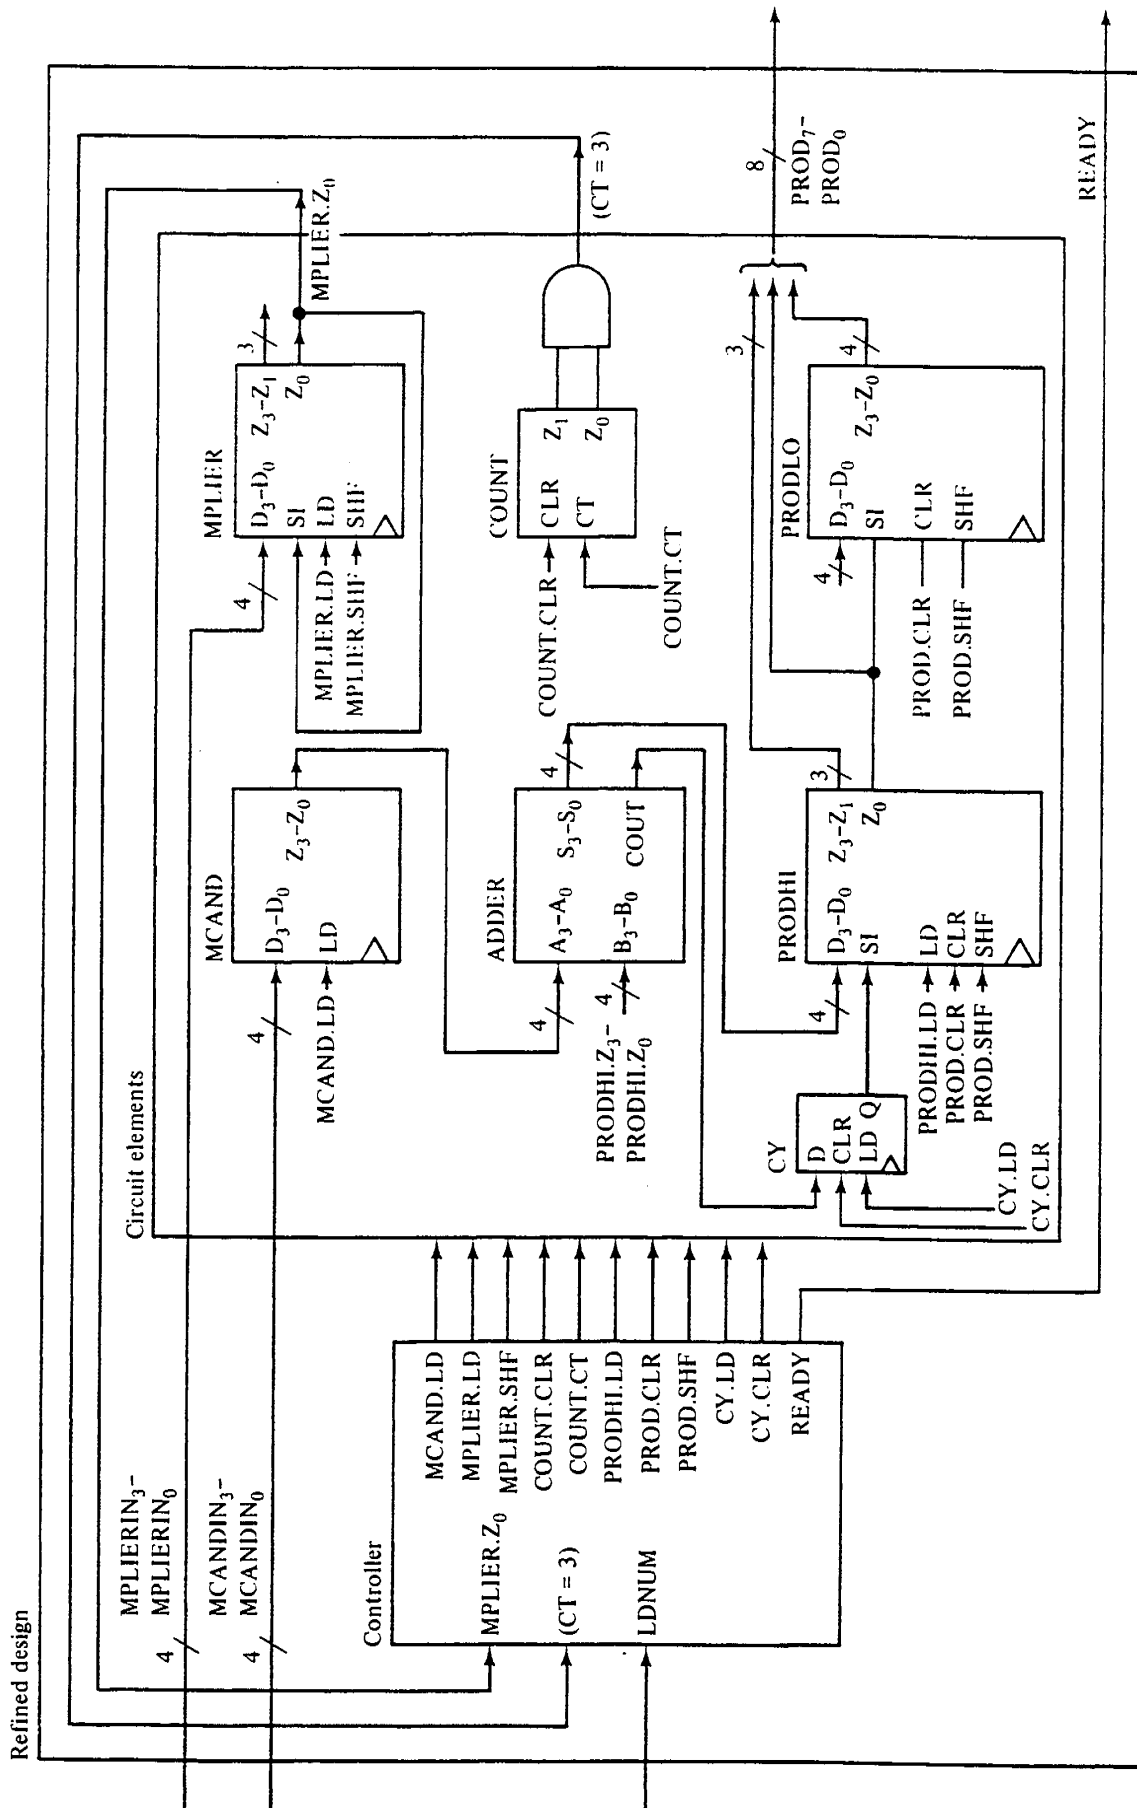 Refined design
MPLIERIN₃–
MPLIERIN₀
4
MCANDIN₃–
MCANDIN₀
4
Controller
MPLIER.Z₀
(CT = 3)
LDNUM
MCAND.LD
MPLIER.LD
MPLIER.SHF
COUNT.CLR
COUNT.CT
PRODHI.LD
PROD.CLR
PROD.SHF
CY.LD
CY.CLR
READY
Circuit elements
MCAND
4
D₃–D₀
Z₃–Z₀
MCAND.LD
LD
MPLIER
4
D₃–D₀
Z₃–Z₁
3
SI
Z₀
MPLIER.LD
LD
MPLIER.SHF
SHF
MPLIER.Z₀
ADDER
4
A₃–A₀
S₃–S₀
4
PRODHI.Z₃–
PRODHI.Z₀
4
B₃–B₀
COUT
COUNT
COUNT.CLR
CLR
Z₁
CT
Z₀
COUNT.CT
(CT = 3)
CY
D
CLR
LD
Q
CY.LD
CY.CLR
PRODHI
4
D₃–D₀
Z₃–Z₁
3
SI
Z₀
PRODHI.LD
LD
PROD.CLR
CLR
PROD.SHF
SHF
PRODLO
4
D₃–D₀
Z₃–Z₀
4
SI
PROD.CLR
CLR
PROD.SHF
SHF
3
8
PROD₇–
PROD₀
READY